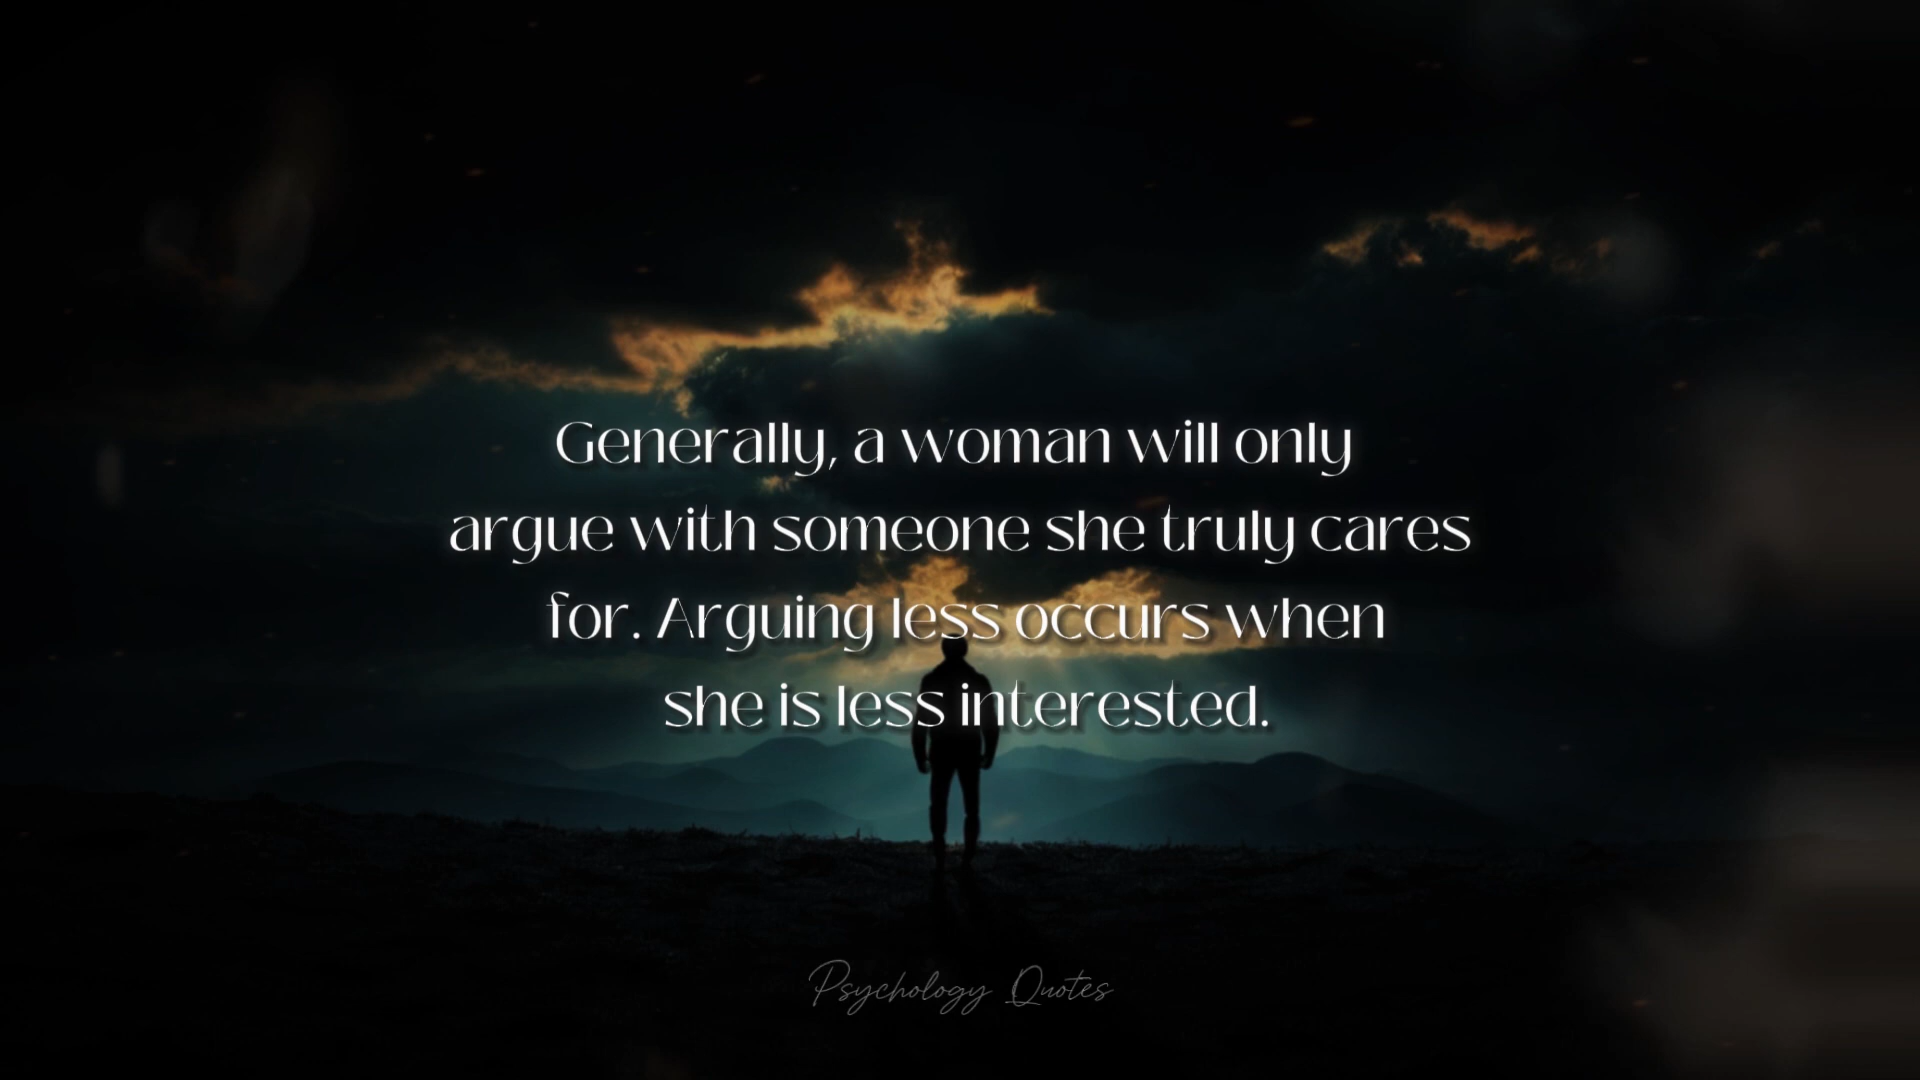 Generally, a woman will only
argue with someone she truly cares
for. Arguing less occurs when
she is less interested.
Psychology Quotes